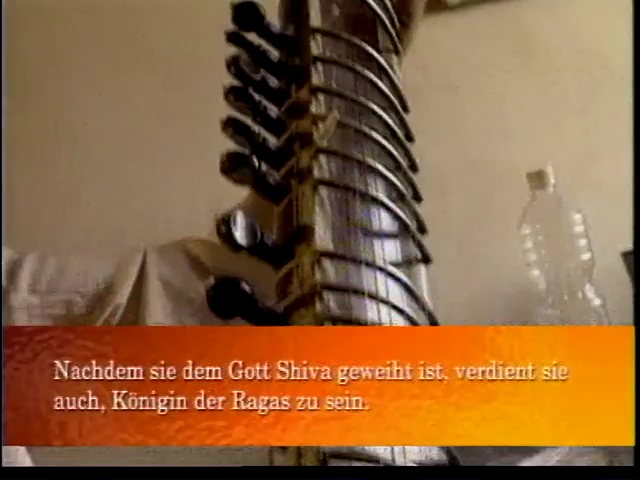 Nachdem sie dem Gott Shiva geweiht ist, verdient sie
auch, Königin der Ragas zu sein.